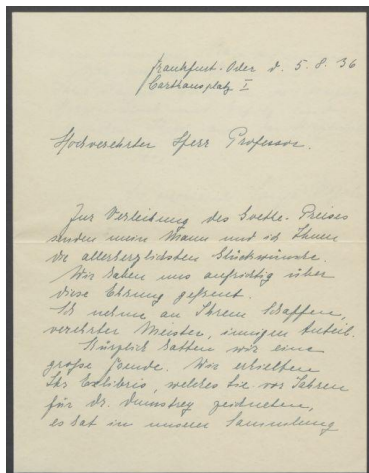 Frankfurt-Oder d. 5. 8. 36
Carthausplatz I
Hochverehrter Herr Professor.
Zur Verleihung des Goethe-Preises
senden mein Mann und ich Ihnen
die allerherzlichsten Glückwünsche.
Wir haben uns aufrichtig über
diese Ehrung gefreut.
Ich nehme an Ihrem Schaffen,
verehrter Meister, innigen Anteil.
Kürzlich hatten wir eine
große Freude. Wir erhielten
Ihr Exlibris, welches Sie vor Jahren
für Dr. zeichneten,
es hat in unserer Sammlung